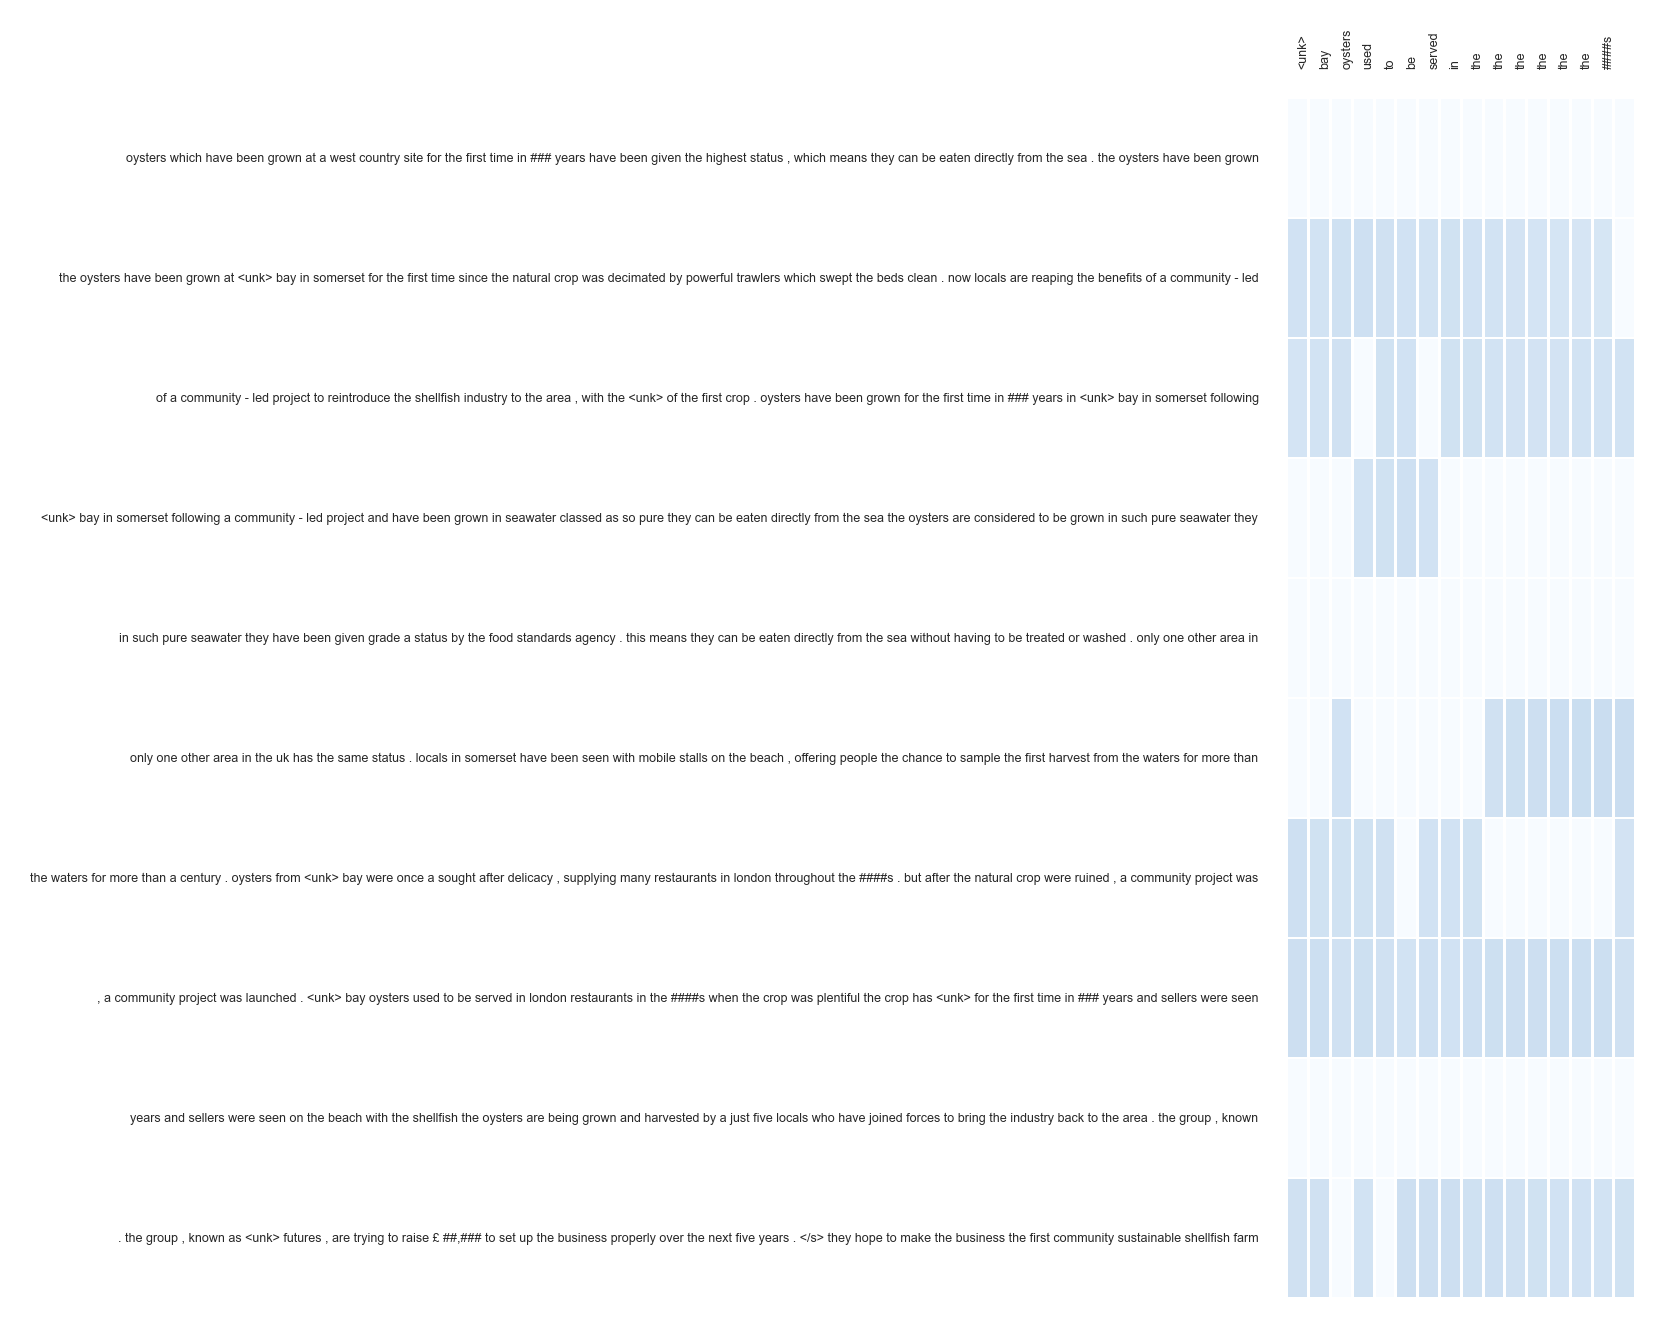 <unk> bay oysters used to be served in the the the the the the ####s
oysters which have been grown at a west country site for the first time in ### years have been given the highest status , which means they can be eaten directly from the sea . the oysters have been grown
the oysters have been grown at <unk> bay in somerset for the first time since the natural crop was decimated by powerful trawlers which swept the beds clean . now locals are reaping the benefits of a community - led
of a community - led project to reintroduce the shellfish industry to the area , with the <unk> of the first crop . oysters have been grown for the first time in ### years in <unk> bay in somerset following
<unk> bay in somerset following a community - led project and have been grown in seawater classed as so pure they can be eaten directly from the sea the oysters are considered to be grown in such pure seawater they
in such pure seawater they have been given grade a status by the food standards agency . this means they can be eaten directly from the sea without having to be treated or washed . only one other area in
only one other area in the uk has the same status . locals in somerset have been seen with mobile stalls on the beach , offering people the chance to sample the first harvest from the waters for more than
the waters for more than a century . oysters from <unk> bay were once a sought after delicacy , supplying many restaurants in london throughout the ####s . but after the natural crop were ruined , a community project was
, a community project was launched . <unk> bay oysters used to be served in london restaurants in the ####s when the crop was plentiful the crop has <unk> for the first time in ### years and sellers were seen
years and sellers were seen on the beach with the shellfish the oysters are being grown and harvested by a just five locals who have joined forces to bring the industry back to the area . the group , known
. the group , known as <unk> futures , are trying to raise £ ##,### to set up the business properly over the next five years . </s> they hope to make the business the first community sustainable shellfish farm